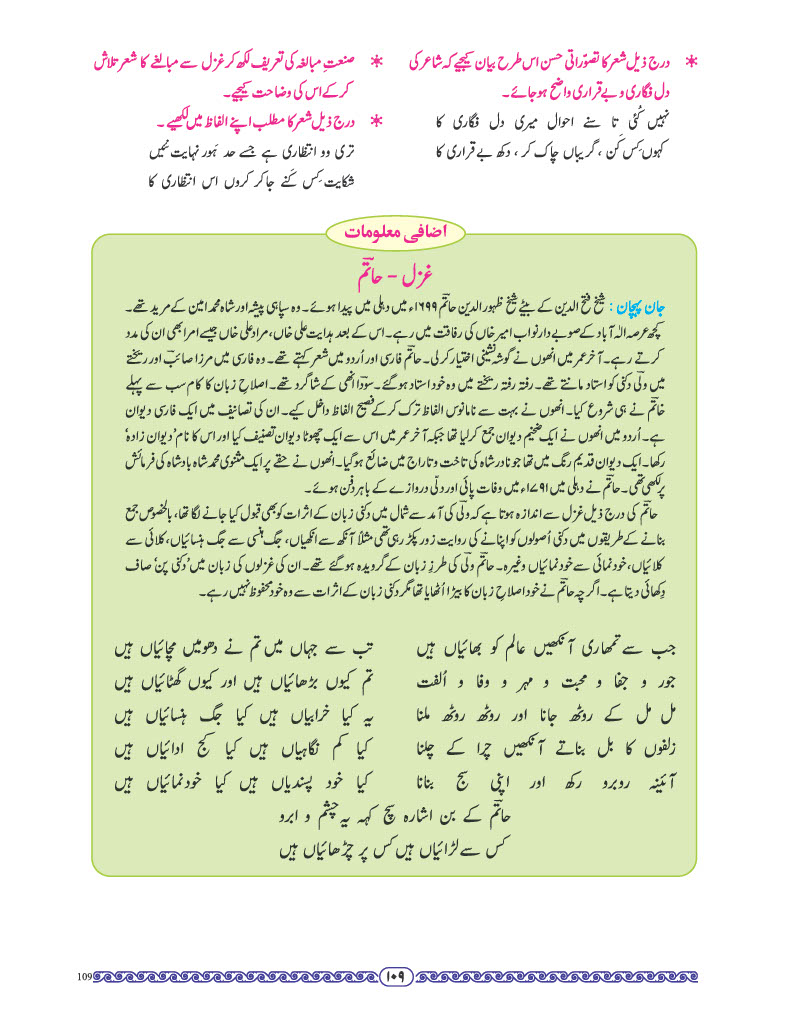 * درج ذیل شعر کا تصوّراتی حسن اس طرح بیان کیجیے کہ شاعر کی
دل فگاری و بے قراری واضح ہوجائے۔
نہیں کُئی تا سنے احوال میری دل فگاری کا
کہوں کِس کَن ، گریباں چاک کر ، دکھ بے قراری کا
* صنعتِ مبالغہ کی تعریف لکھ کر غزل سے مبالغے کا شعر تلاش
کرکے اس کی وضاحت کیجیے۔
* درج ذیل شعر کا مطلب اپنے الفاظ میں لکھیے ۔
تری وو انتظاری ہے جسے حد ہَور نہایت نَئیں
شکایت کِس کَنے جا کر کروں اس انتظاری کا
اضافی معلومات
غزل - حاتمؔ
جان پہچان : شیخ فتح الدین کے بیٹے شیخ ظہور الدین حاتمؔ ۱۶۹۹ء میں دہلی میں پیدا ہوئے۔ وہ سپاہی پیشہ اور شاہ محمد امین کے مرید تھے۔
کچھ عرصہ الٰہ آباد کے صوبے دار نواب امیر خاں کی رفاقت میں رہے۔ اس کے بعد ہدایت علی خاں، مراد علی خاں جیسے امرا بھی ان کی مدد
کرتے رہے۔ آخر عمر میں انھوں نے گوشہ نشینی اختیار کرلی۔ حاتمؔ فارسی اور اُردو میں شعر کہتے تھے۔ وہ فارسی میں مرزا صائبؔ اور ریختے
میں ولیؔ دکنی کو استاد مانتے تھے۔ رفتہ رفتہ ریختے میں وہ خود استاد ہوگئے۔ سوداؔ انھی کے شاگرد تھے۔ اصلاحِ زبان کا کام سب سے پہلے
حاتمؔ نے ہی شروع کیا۔ انھوں نے بہت سے نامانوس الفاظ ترک کرکے فصیح الفاظ داخل کیے۔ ان کی تصانیف میں ایک فارسی دیوان
ہے۔ اُردو میں انھوں نے ایک ضخیم دیوان جمع کرلیا تھا جبکہ آخر عمر میں اس سے ایک چھوٹا دیوان تصنیف کیا اور اس کا نام ’دیوان زادہ‘
رکھا۔ ایک دیوان قدیم رنگ میں تھا جو نادر شاہ کی تاخت و تاراج میں ضائع ہوگیا۔ انھوں نے حقے پر ایک مثنوی محمد شاہ بادشاہ کی فرمائش
پر لکھی تھی۔ حاتمؔ نے دہلی میں ۱۷۹۱ء میں وفات پائی اور دلّی دروازے کے باہر دفن ہوئے۔
حاتمؔ کی درج ذیل غزل سے اندازہ ہوتا ہے کہ ولیؔ کی آمد سے شمال میں دکنی زبان کے اثرات کو بھی قبول کیا جانے لگا تھا، بالخصوص جمع
بنانے کے طریقوں میں دکنی اُصولوں کو اپنانے کی روایت زور پکڑ رہی تھی مثلاً آنکھ سے انکھیاں، جگ ہنسی سے جگ ہنسائیاں، کلائی سے
کلائیاں، خودنمائی سے خودنمائیاں وغیرہ۔ حاتمؔ ولیؔ کی طرزِ زبان کے گرویدہ ہوگئے تھے۔ ان کی غزلوں کی زبان میں ’دکنی پن‘ صاف
دِکھائی دیتا ہے۔ اگرچہ حاتمؔ نے خود اصلاحِ زبان کا بیڑا اُٹھایا تھا مگر دکنی زبان کے اثرات سے وہ خود محفوظ نہیں رہے۔
جب سے تمھاری آنکھیں عالم کو بھائیاں ہیں تب سے جہاں میں تم نے دھومیں مچائیاں ہیں
جور و جفا و محبت و مہر و وفا و اُلفت تم کیوں بڑھائیاں ہیں اور کیوں گھٹائیاں ہیں
مل مل کے روٹھ جانا اور روٹھ روٹھ ملنا یہ کیا خرابیاں ہیں کیا جگ ہنسائیاں ہیں
زلفوں کا بل بناتے آنکھیں چرا کے چلنا کیا کم نگاہیاں ہیں کیا کج ادائیاں ہیں
آئینہ روبرو رکھ اور اپنی سج بنانا کیا خود پسندیاں ہیں کیا خودنمائیاں ہیں
حاتمؔ کے بن اشارہ سچ کہہ یہ چشم و ابرو
کس سے لڑائیاں ہیں کس پر چڑھائیاں ہیں
109 ۱۰۹